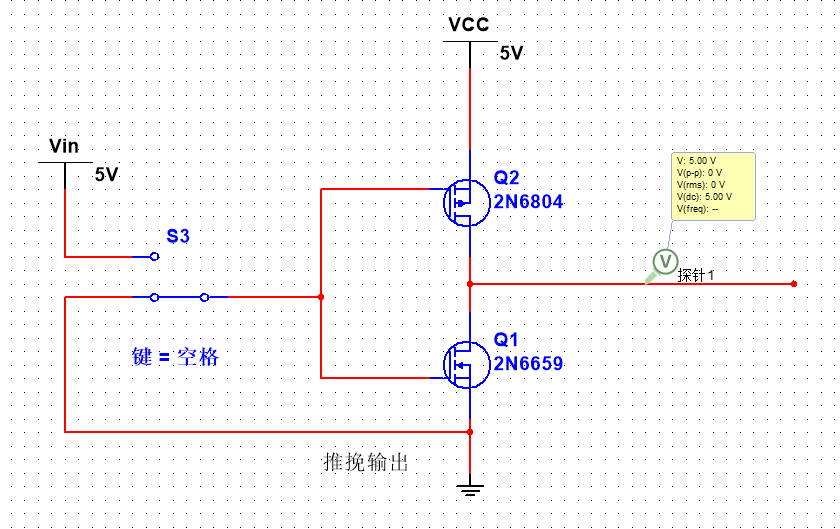 VCC
5V
Vin
5V
V: 5.00 V
V(p-p): 0 V
V(rms): 0 V
V(dc): 5.00 V
V(freq): --
Q2
2N6804
S3
V
探针1
键 = 空格
Q1
2N6659
推挽输出